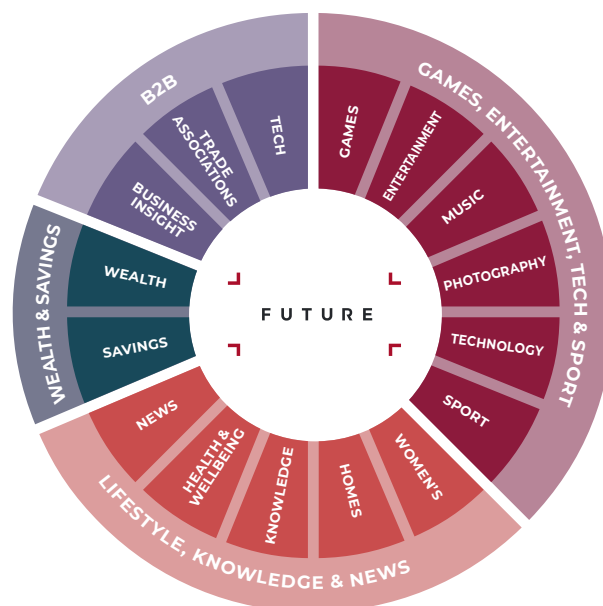 GAMES, ENTERTAINMENT, TECH & SPORT
GAMES
ENTERTAINMENT
MUSIC
PHOTOGRAPHY
TECHNOLOGY
SPORT
LIFESTYLE, KNOWLEDGE & NEWS
WOMEN'S
HOMES
KNOWLEDGE
HEALTH &
WELLBEING
NEWS
WEALTH & SAVINGS
SAVINGS
WEALTH
B2B
BUSINESS
INSIGHT
TRADE
ASSOCIATIONS
TECH
FUTURE